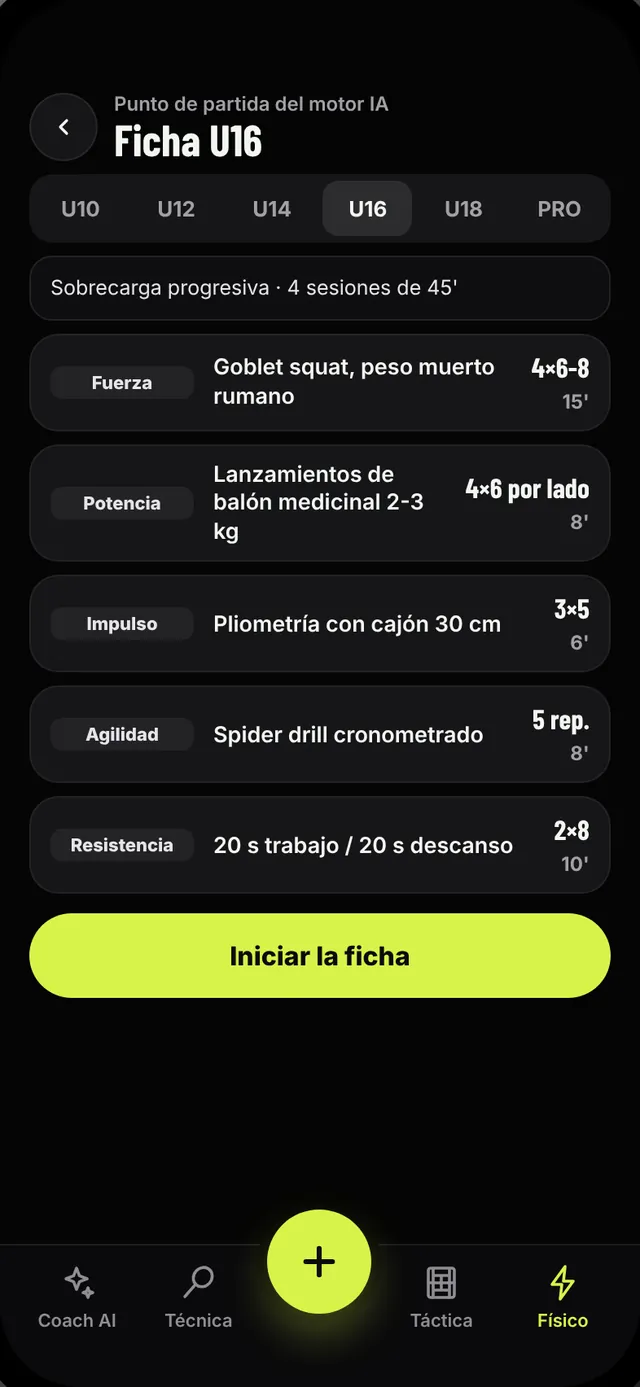 Punto de partida del motor IA
Ficha U16
U10 U12 U14 U16 U18 PRO
Sobrecarga progresiva · 4 sesiones de 45'
Fuerza
Goblet squat, peso muerto
rumano
4×6-8
15'
Potencia
Lanzamientos de
balón medicinal 2-3
kg
4×6 por lado
8'
Impulso
Pliometría con cajón 30 cm
3×5
6'
Agilidad
Spider drill cronometrado
5 rep.
8'
Resistencia
20 s trabajo / 20 s descanso
2×8
10'
Iniciar la ficha
Coach AI Técnica Táctica Físico